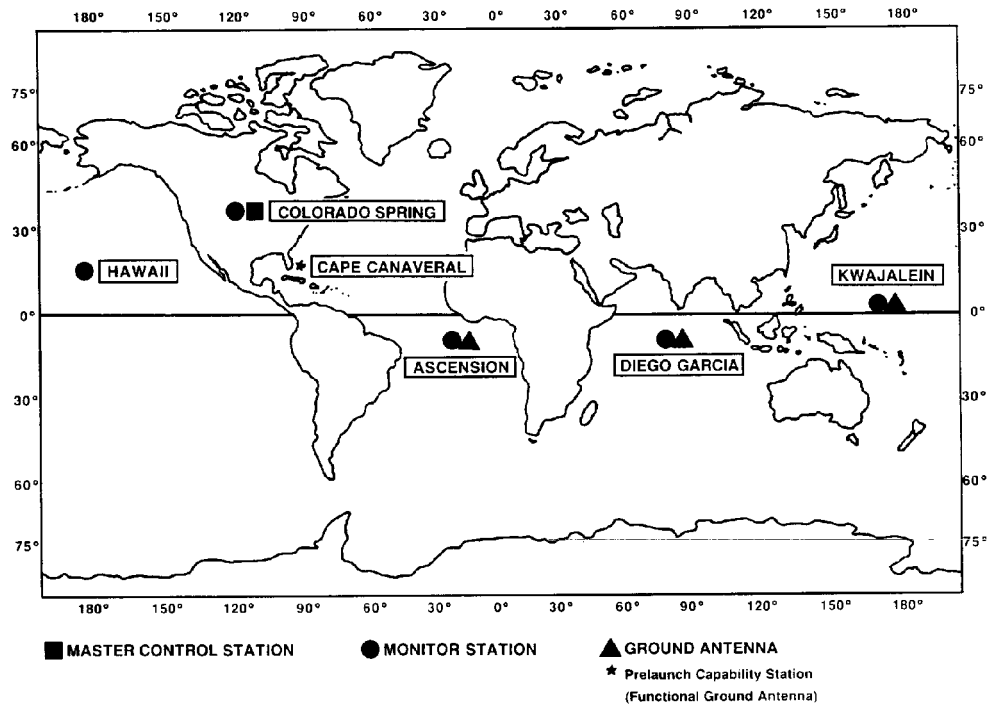 180° 150° 120° 90° 60° 30° 0° 30° 60° 90° 120° 150° 180°
75° 75°
60° 60°
COLORADO SPRING
30° 30°
CAPE CANAVERAL
HAWAII KWAJALEIN
0° 0°
ASCENSION DIEGO GARCIA
30° 30°
60° 60°
75° 75°
180° 150° 120° 90° 60° 30° 0° 30° 60° 90° 120° 150° 180°
MASTER CONTROL STATION MONITOR STATION GROUND ANTENNA
Prelaunch Capability Station
(Functional Ground Antenna)